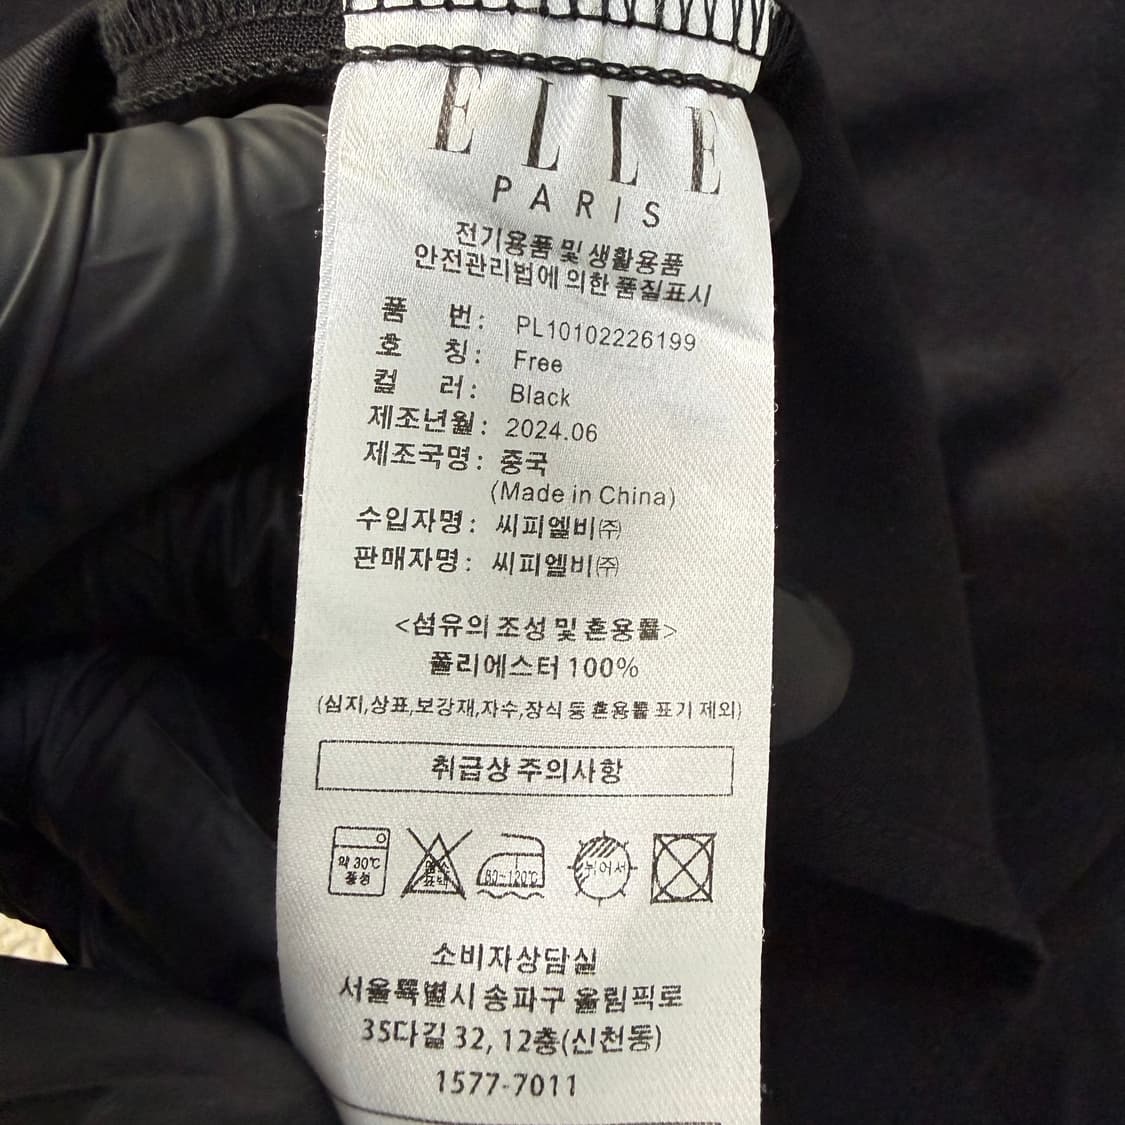 ELLE
PARIS
전기용품 및 생활용품
안전관리법에 의한 품질표시
품 번: PL10102226199
호 칭: Free
컬 러: Black
제조년월: 2024.06
제조국명: 중국
(Made in China)
수입자명: 씨피엘비㈜
판매자명: 씨피엘비㈜
<섬유의 조성 및 혼용률>
폴리에스터 100%
(심지,상표,보강재,자수,장식 등 혼용률 표기 제외)
취급상 주의사항
약 30℃
중성
염소
표백
80~120℃
뉘어서
소비자상담실
서울특별시 송파구 올림픽로
35다길 32, 12층(신천동)
1577-7011